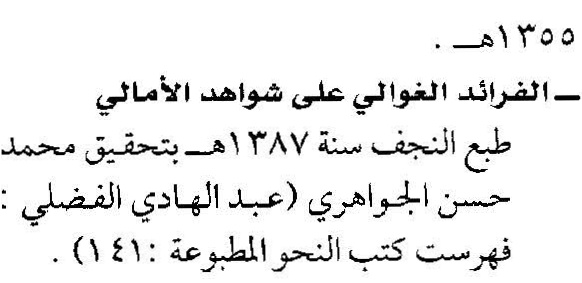 ١٣٥٥هـ .
ـ الفرائد الغوالي على شواهد الأمالي
طبع النجف سنة ١٣٨٧هـ بتحقيق محمد
حسن الجواهري (عبد الهادي الفضلي :
فهرست كتب النحو المطبوعة :١٤١) .